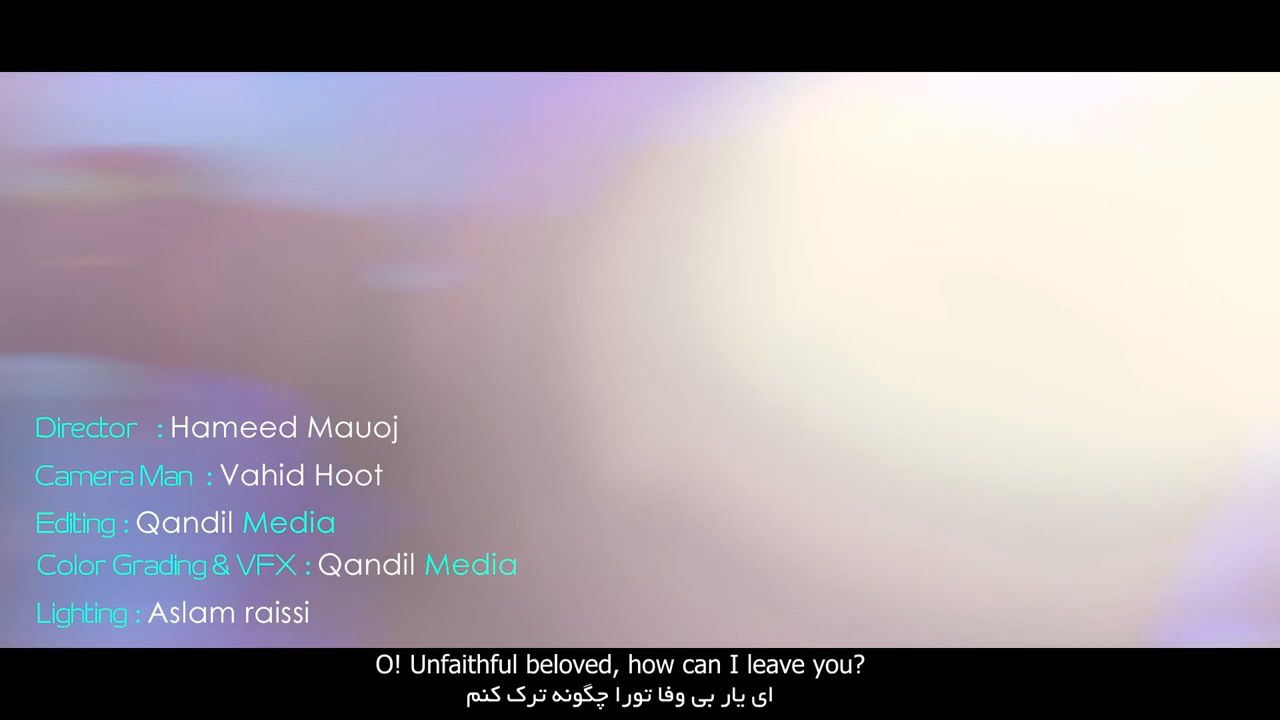 Director : Hameed Mauoj
Camera Man : Vahid Hoot
Editing : Qandil Media
Color Grading & VFX : Qandil Media
Lighting : Aslam raissi
O! Unfaithful beloved, how can I leave you?
ای یار بی وفا تورا چگونه ترک کنم